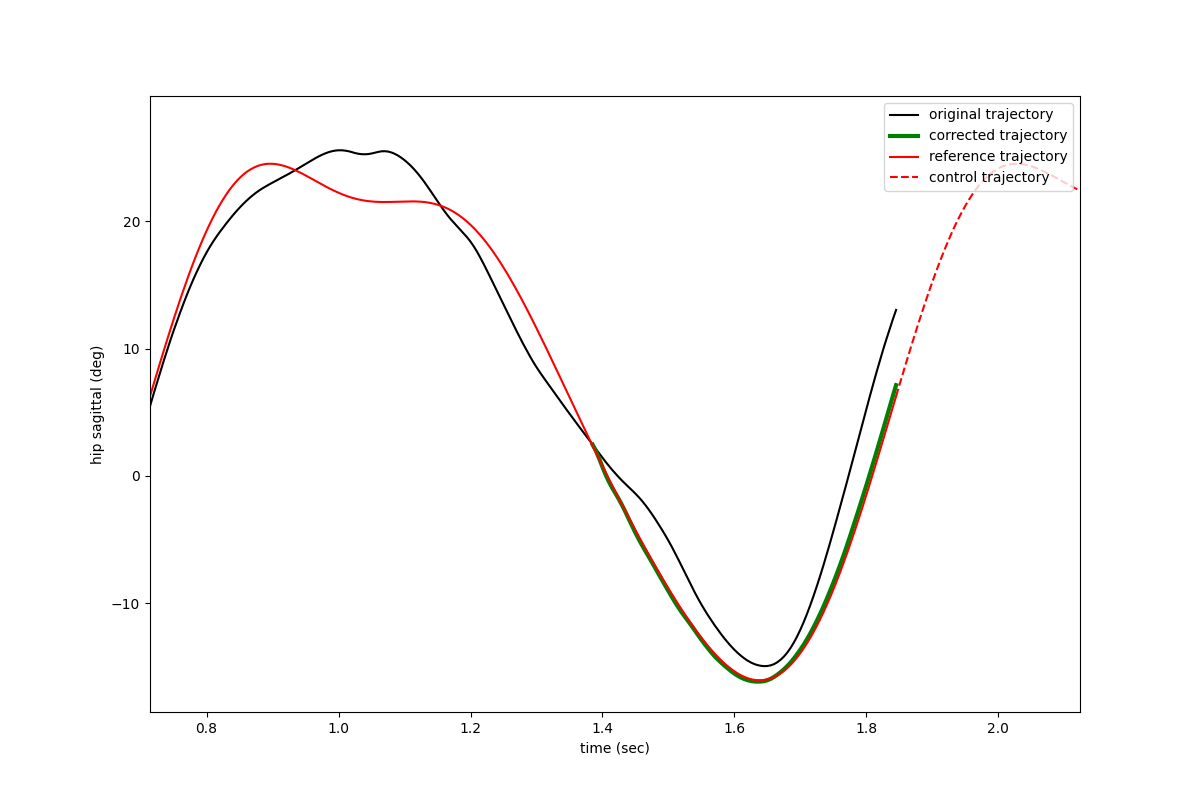 original trajectory
corrected trajectory
reference trajectory
control trajectory
20
10
0
−10
hip sagittal (deg)
0.8 1.0 1.2 1.4 1.6 1.8 2.0
time (sec)